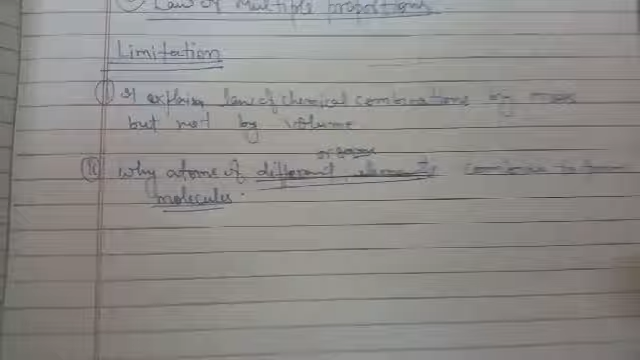 Law of Multiple proportions
Limitation
(i) It explains law of chemical combinations by mass
but not by volume
or same
(ii) why atoms of different elements combine to form
molecules.